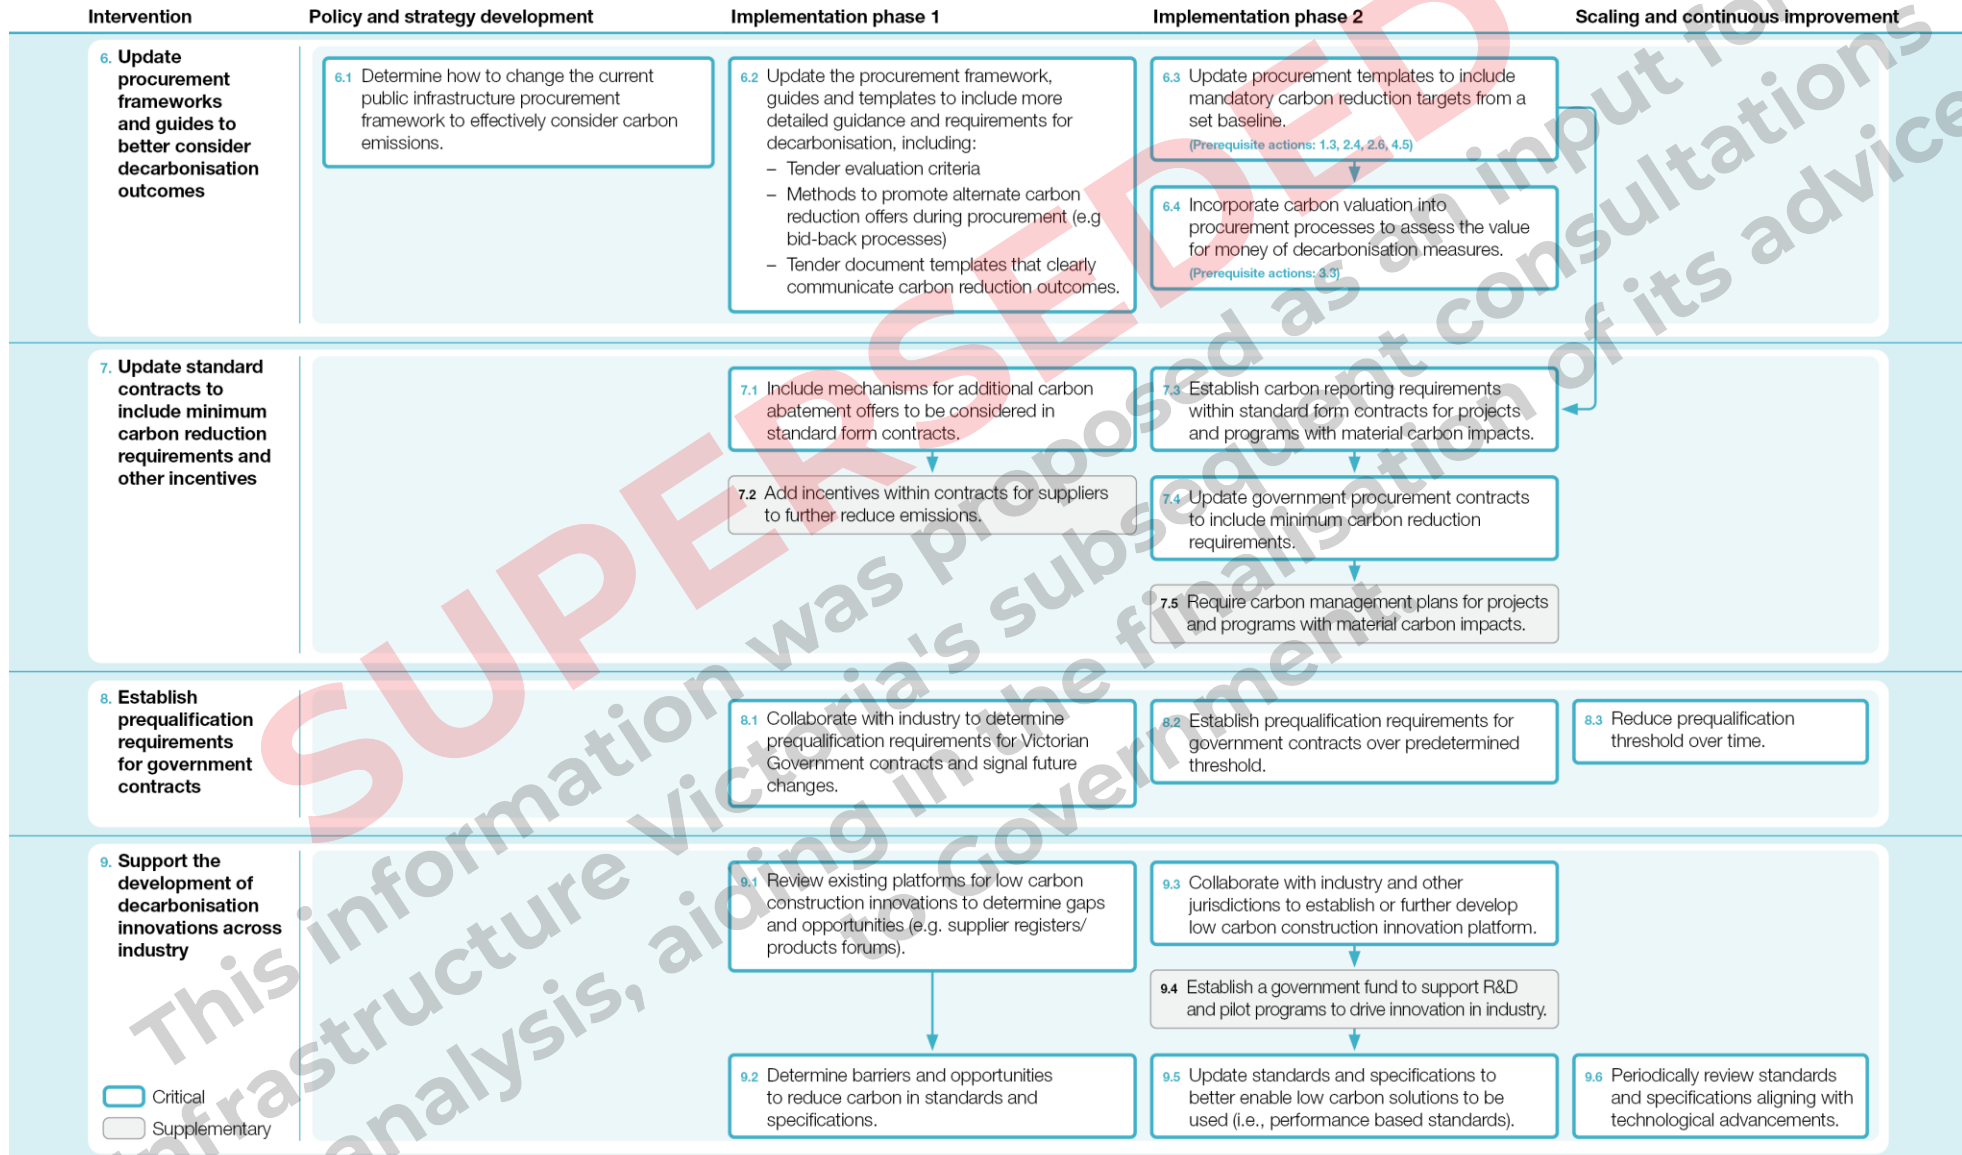 Intervention
Policy and strategy development
Implementation phase 1
Implementation phase 2
Scaling and continuous improvement
6. Update
procurement
frameworks
and guides to
better consider
decarbonisation
outcomes
6.1 Determine how to change the current
public infrastructure procurement
framework to effectively consider carbon
emissions.
6.2 Update the procurement framework,
guides and templates to include more
detailed guidance and requirements for
decarbonisation, including:
– Tender evaluation criteria
– Methods to promote alternate carbon
reduction offers during procurement (e.g
bid-back processes)
– Tender document templates that clearly
communicate carbon reduction outcomes.
6.3 Update procurement templates to include
mandatory carbon reduction targets from a
set baseline.
(Prerequisite actions: 1.3, 2.4, 2.6, 4.5)
6.4 Incorporate carbon valuation into
procurement processes to assess the value
for money of decarbonisation measures.
(Prerequisite actions: 3.3)
7. Update standard
contracts to
include minimum
carbon reduction
requirements and
other incentives
7.1 Include mechanisms for additional carbon
abatement offers to be considered in
standard form contracts.
7.2 Add incentives within contracts for suppliers
to further reduce emissions.
7.3 Establish carbon reporting requirements
within standard form contracts for projects
and programs with material carbon impacts.
7.4 Update government procurement contracts
to include minimum carbon reduction
requirements.
7.5 Require carbon management plans for projects
and programs with material carbon impacts.
8. Establish
prequalification
requirements
for government
contracts
8.1 Collaborate with industry to determine
prequalification requirements for Victorian
Government contracts and signal future
changes.
8.2 Establish prequalification requirements for
government contracts over predetermined
threshold.
8.3 Reduce prequalification
threshold over time.
9. Support the
development of
decarbonisation
innovations across
industry
9.1 Review existing platforms for low carbon
construction innovations to determine gaps
and opportunities (e.g. supplier registers/
products forums).
9.2 Determine barriers and opportunities
to reduce carbon in standards and
specifications.
9.3 Collaborate with industry and other
jurisdictions to establish or further develop
low carbon construction innovation platform.
9.4 Establish a government fund to support R&D
and pilot programs to drive innovation in industry.
9.5 Update standards and specifications to
better enable low carbon solutions to be
used (i.e., performance based standards).
9.6 Periodically review standards
and specifications aligning with
technological advancements.
Critical
Supplementary
SUPERSEDED
This information was proposed as an input for
Infrastructure Victoria's subsequent consultations
analysis, aiding in the finalisation of its advice
to Government.